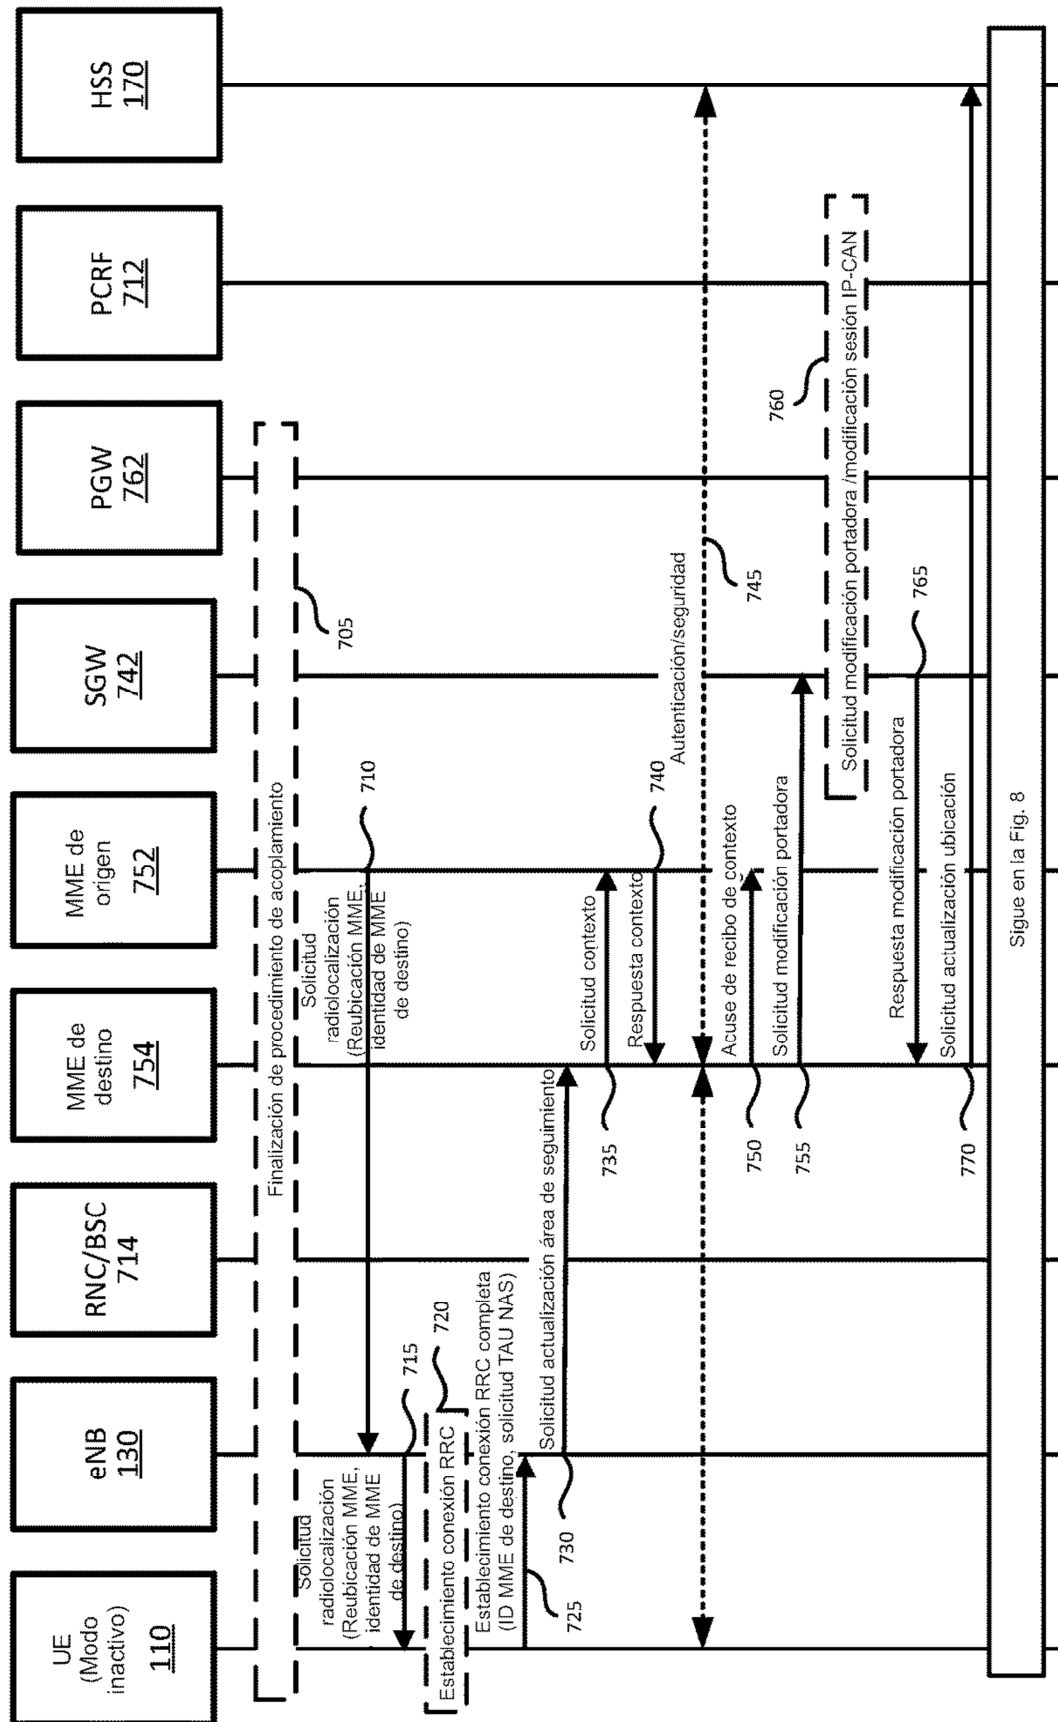 UE
(Modo
inactivo)
110
eNB
130
RNC/BSC
714
MME de
destino
754
MME de
origen
752
SGW
742
PGW
762
PCRF
712
HSS
170
Finalización de procedimiento de acoplamiento
705
Solicitud
radiolocalización
(Reubicación MME,
identidad de MME
de destino)
710
Solicitud
radiolocalización
(Reubicación MME,
identidad de MME
de destino)
715
Establecimiento conexión RRC
720
Establecimiento conexión RRC completa
(ID MME de destino, solicitud TAU NAS)
725
Solicitud actualización área de seguimiento
730
Solicitud contexto
735
Respuesta contexto
740
Autenticación/seguridad
745
Acuse de recibo de contexto
750
Solicitud modificación portadora
755
Solicitud modificación portadora /modificación sesión IP-CAN
760
Respuesta modificación portadora
765
Solicitud actualización ubicación
770
Sigue en la Fig. 8